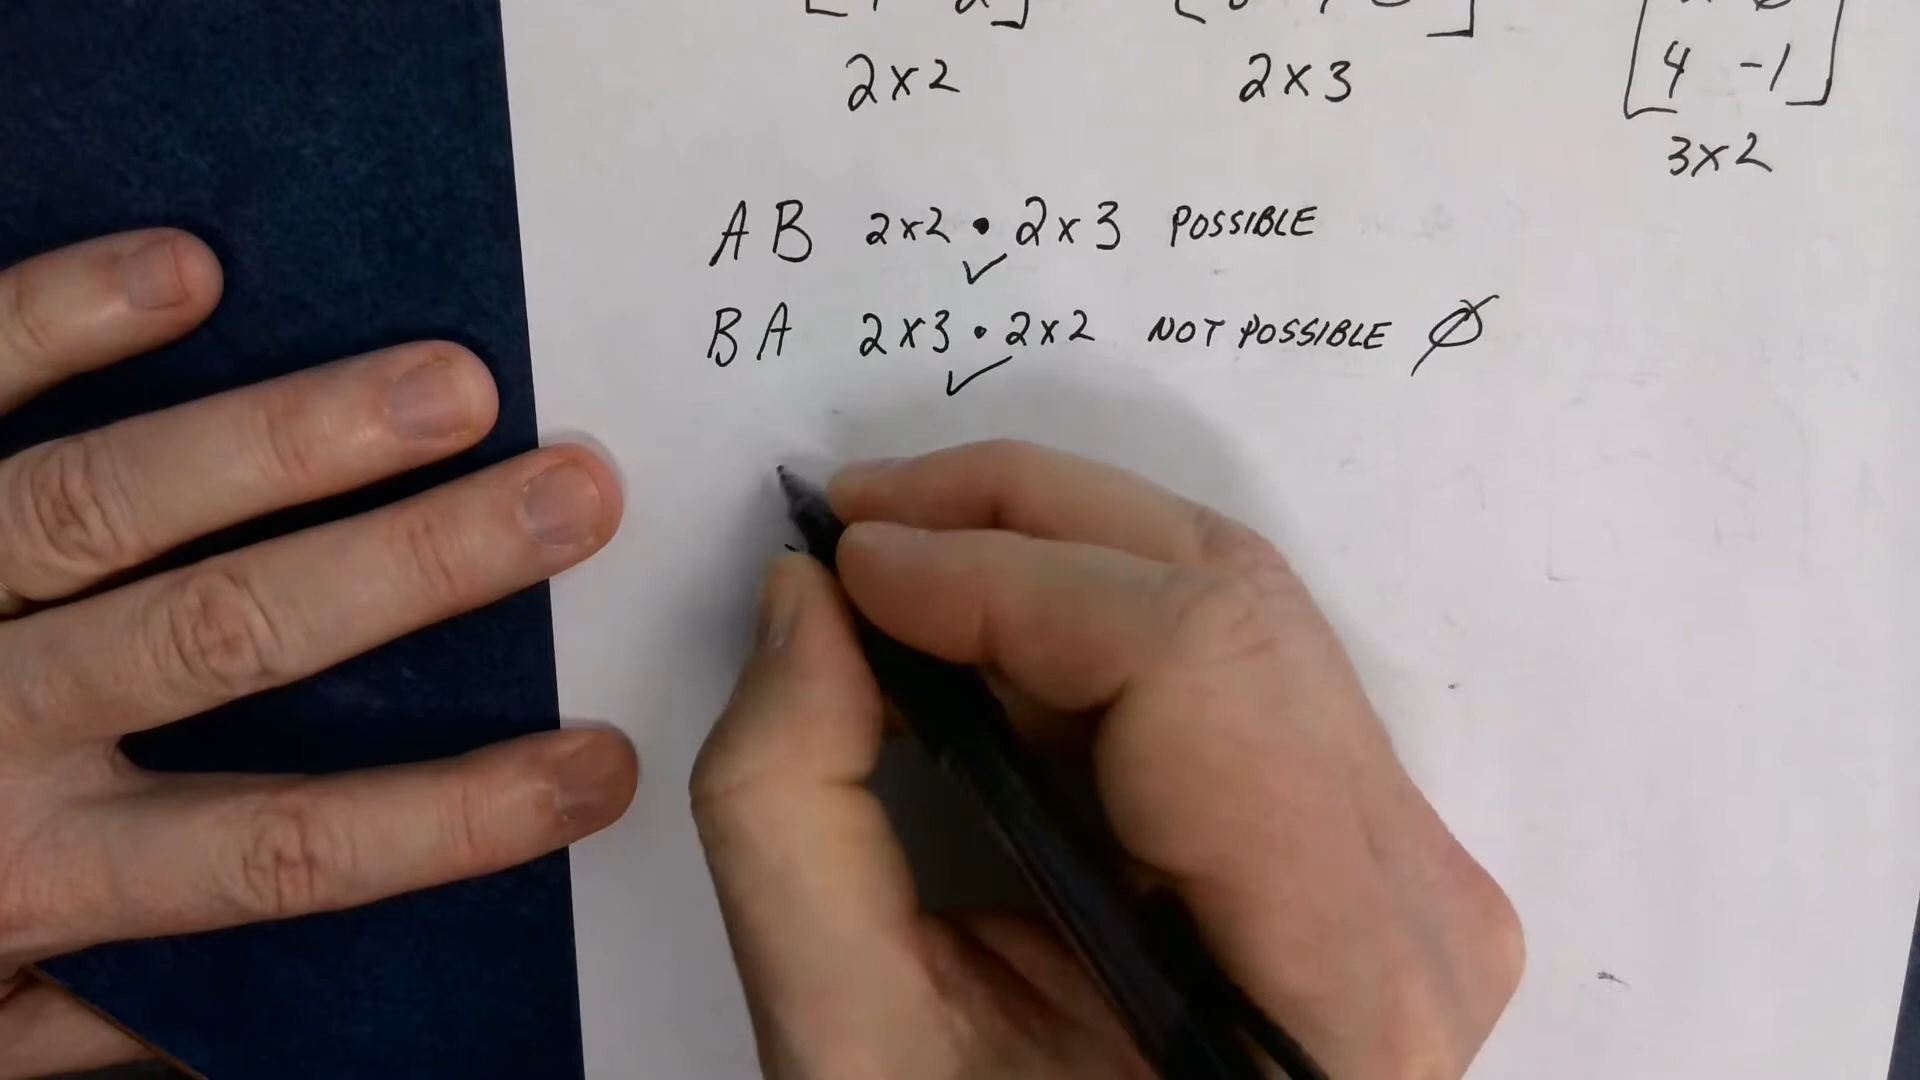 4 -1
2x2 2x3
3x2
AB 2x2 • 2x3 POSSIBLE
✓
BA 2x3 • 2x2 NOT POSSIBLE ∅
✓